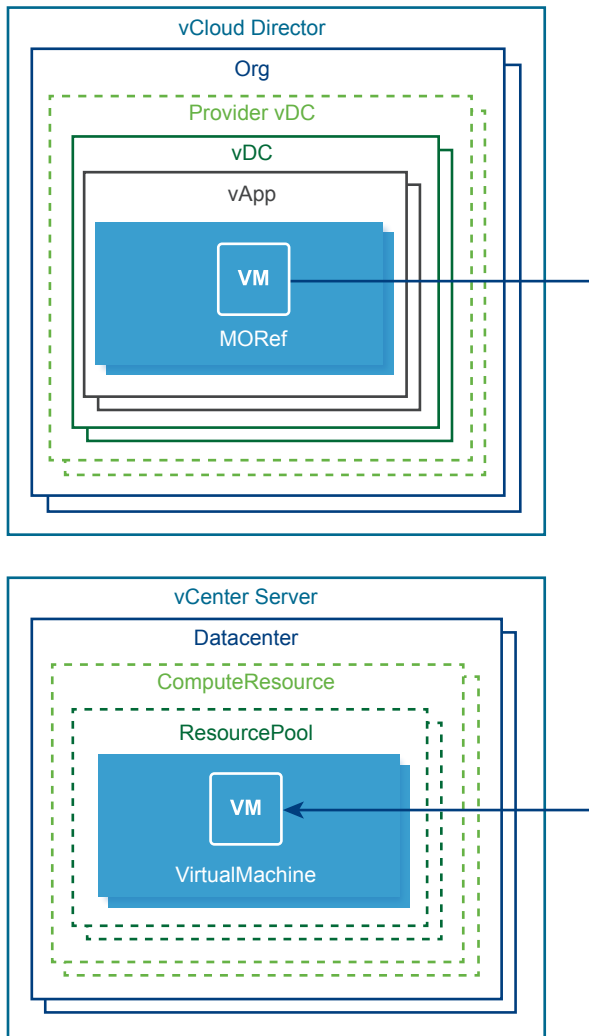 vCloud Director
Org
Provider vDC
vDC
vApp
VM
MORef
vCenter Server
Datacenter
ComputeResource
ResourcePool
VM
VirtualMachine